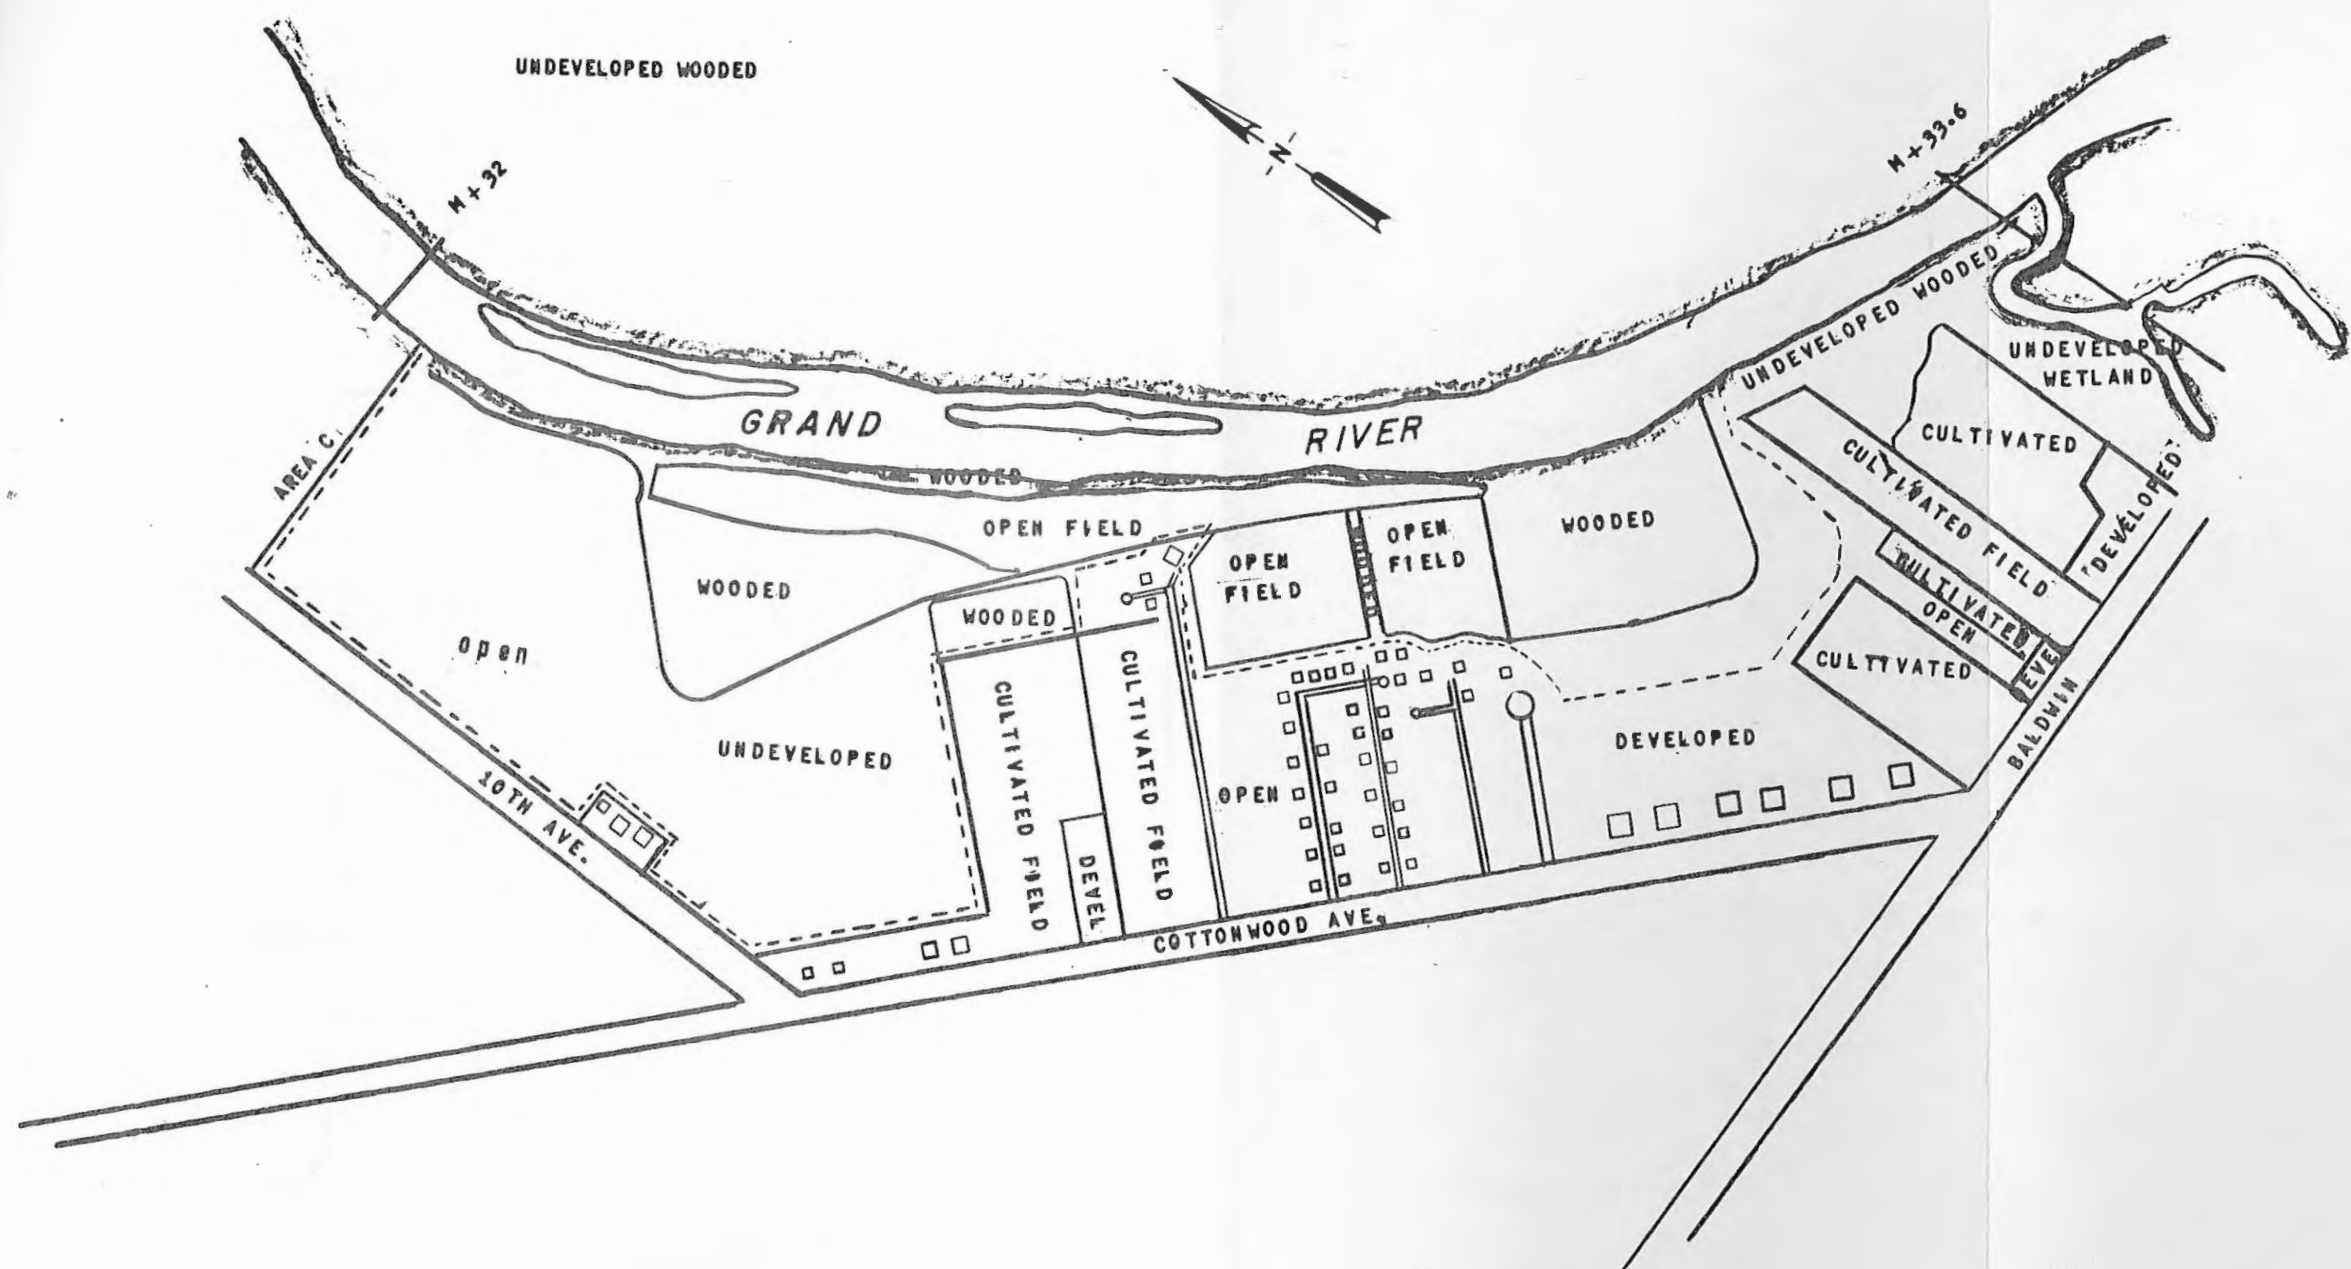 UNDEVELOPED WOODED
M+32
N
M+33.6
GRAND
RIVER
UNDEVELOPED WOODED
UNDEVELOPED
WETLAND
AREA C.
WOODED
OPEN FIELD
WOODED
OPEN
FIELD
WOODED
OPEN
FIELD
WOODED
CULTIVATED
CULTIVATED FIELD
DEVELOPED
WOODED
open
CULTIVATED
OPEN
CULTIVATED
UNDEVELOPED
CULTIVATED FIELD
CULTIVATED FIELD
OPEN
DEVELOPED
BALDWIN
10TH AVE.
DEVEL
COTTONWOOD AVE.